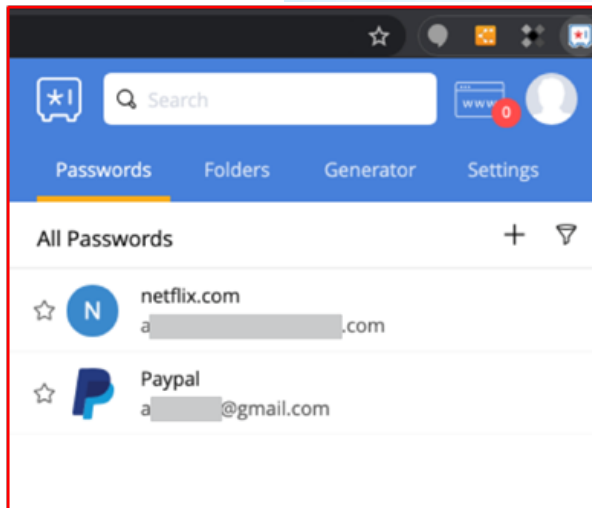 *|
Search
www
0
Passwords Folders Generator Settings
All Passwords
N
netflix.com
a .com
Paypal
a @gmail.com